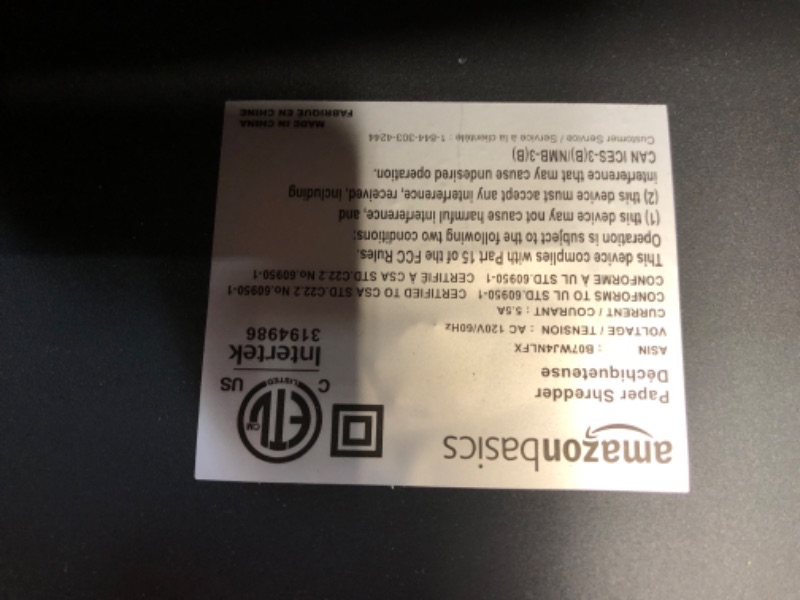 amazonbasics
Paper Shredder
Déchiqueteuse
ASIN : B07WJ4NLFX
VOLTAGE / TENSION : AC 120V/60Hz
CURRENT / COURANT : 5.5A
CONFORMS TO UL STD.60950-1 CERTIFIED TO CSA STD.C22.2 No.60950-1
CONFORME À UL STD.60950-1 CERTIFIÉ À CSA STD.C22.2 No.60950-1
This device complies with Part 15 of the FCC Rules.
Operation is subject to the following two conditions:
(1) this device may not cause harmful interference, and
(2) this device must accept any interference, received, including
interference that may cause undesired operation.
CAN ICES-3(B)/NMB-3(B)
Customer Service / Service à la clientèle : 1-844-303-4244
ETL
CM
LISTED
C US
Intertek
3194986
MADE IN CHINA
FABRIQUÉ EN CHINE